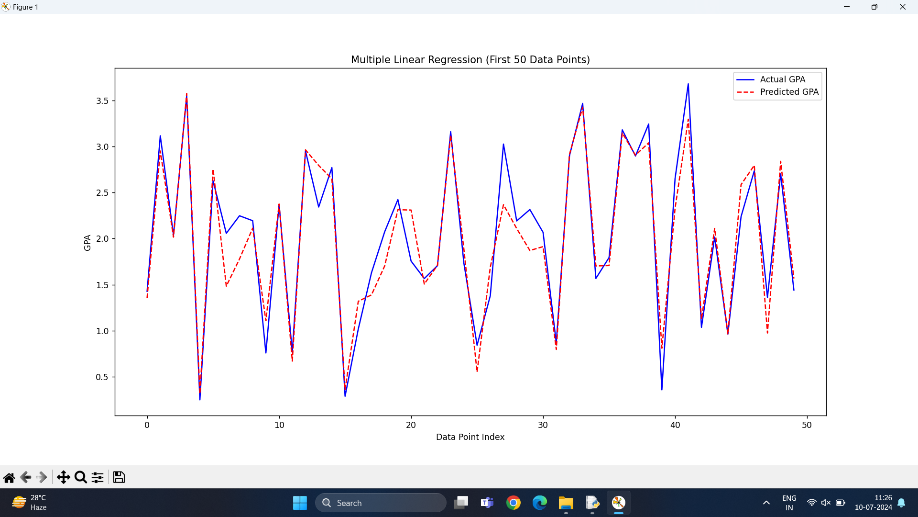 Figure 1
Multiple Linear Regression (First 50 Data Points)
Actual GPA
Predicted GPA
3.5
3.0
2.5
2.0
1.5
1.0
0.5
GPA
0 10 20 30 40 50
Data Point Index
28°C
Haze
Search
ENG
IN
11:26
10-07-2024